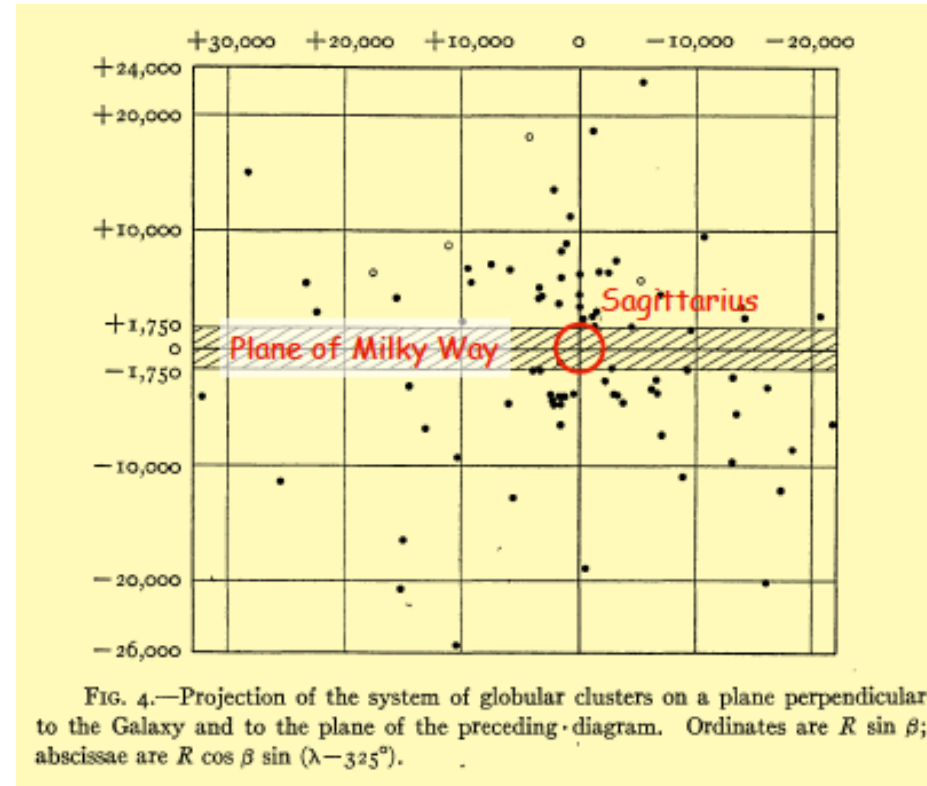 +30,000 +20,000 +10,000 0 −10,000 −20,000
+24,000
+20,000
+10,000
Sagittarius
+1,750
0 Plane of Milky Way
−1,750
−10,000
−20,000
−26,000
FIG. 4.—Projection of the system of globular clusters on a plane perpendicular
to the Galaxy and to the plane of the preceding diagram. Ordinates are R sin β;
abscissae are R cos β sin (λ−325°).